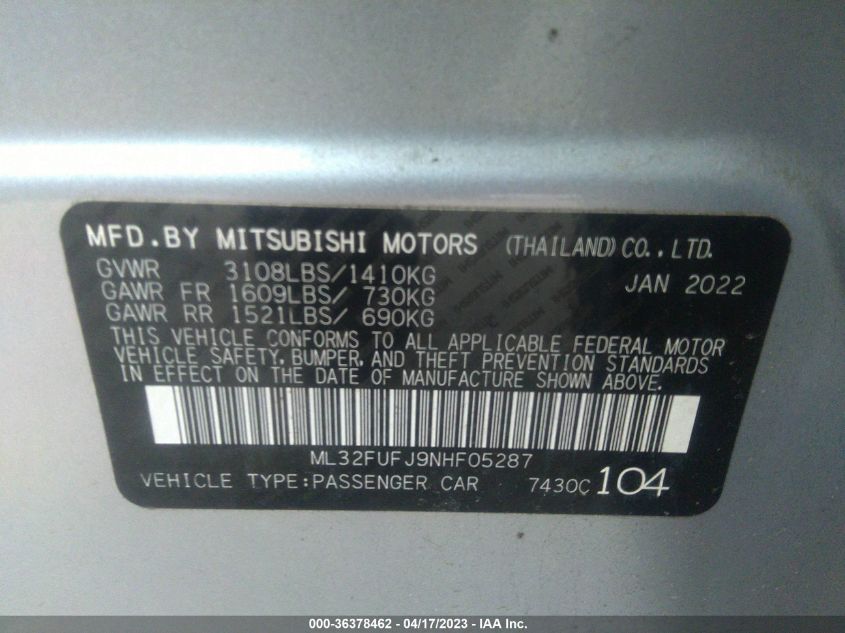 MFD.BY MITSUBISHI MOTORS (THAILAND)CO.,LTD.
GVWR 3108LBS/1410KG JAN 2022
GAWR FR 1609LBS/ 730KG
GAWR RR 1521LBS/ 690KG
THIS VEHICLE CONFORMS TO ALL APPLICABLE FEDERAL MOTOR
VEHICLE SAFETY, BUMPER, AND THEFT PREVENTION STANDARDS
IN EFFECT ON THE DATE OF MANUFACTURE SHOWN ABOVE.
ML32FUFJ9NHF05287
VEHICLE TYPE:PASSENGER CAR 7430C 104
000-36378462 - 04/17/2023 - IAA Inc.